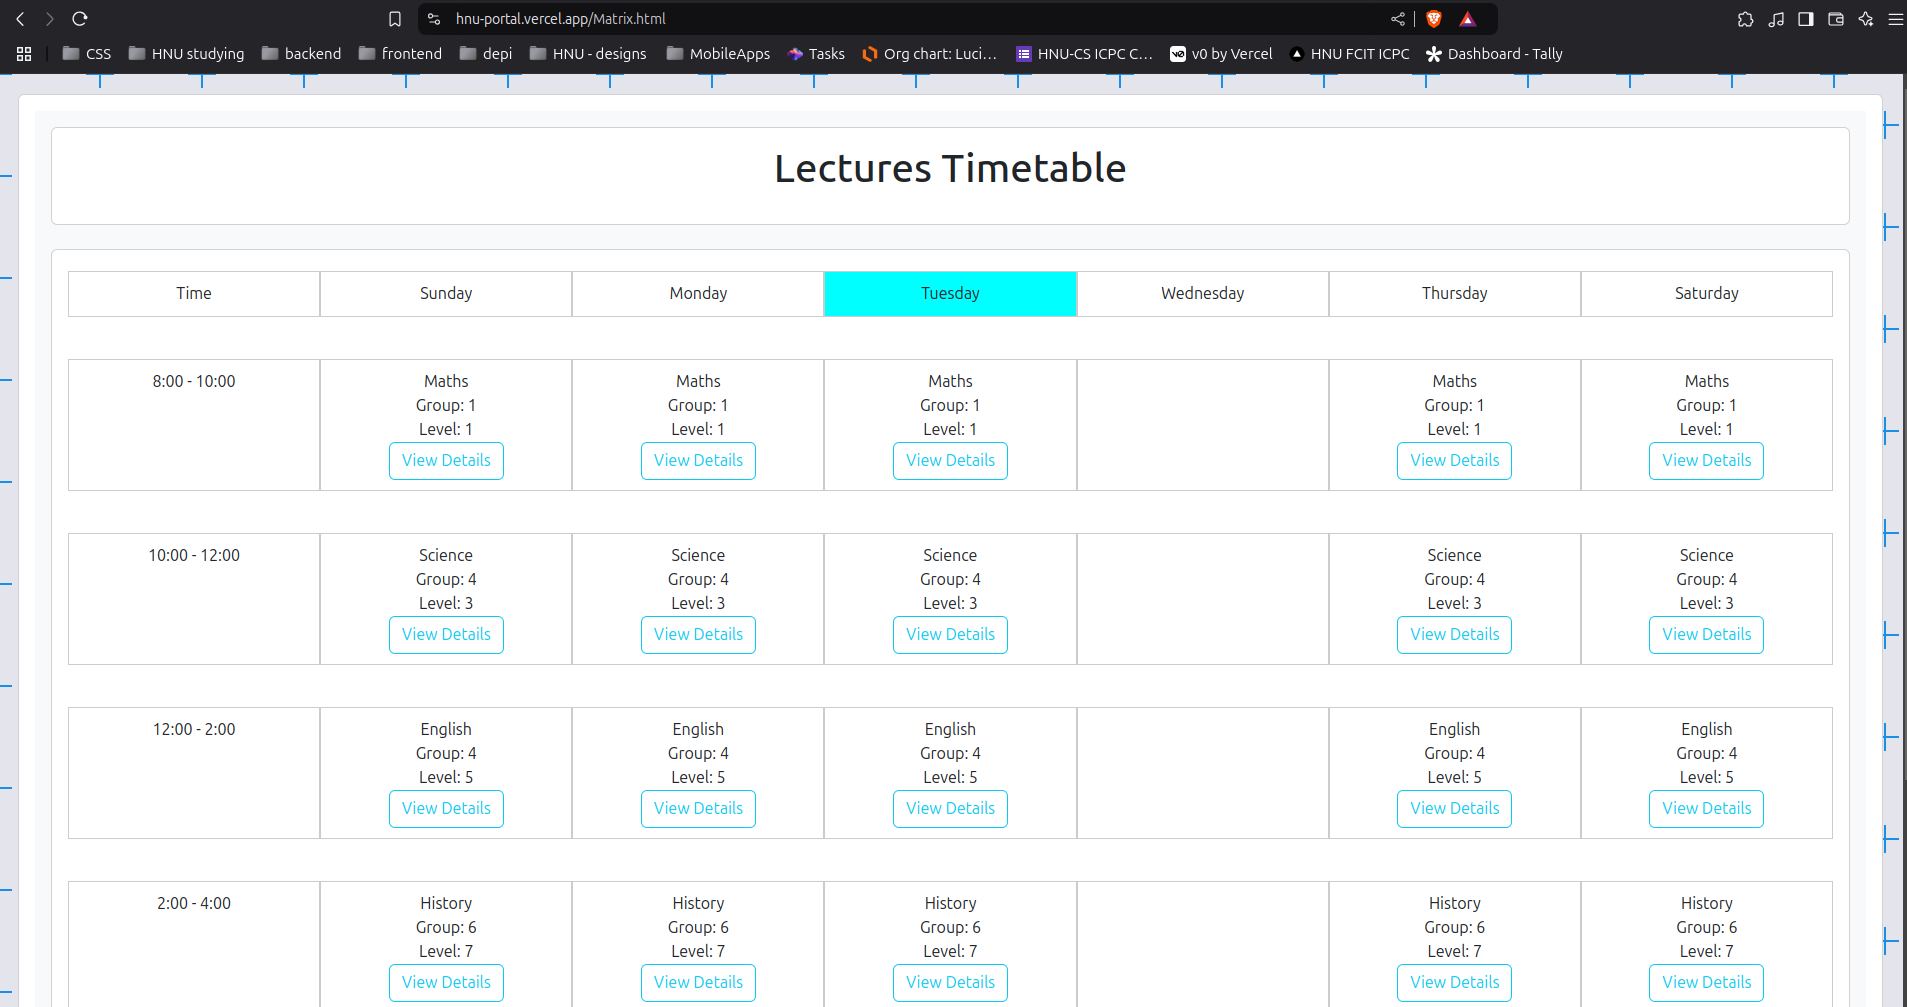 hnu-portal.vercel.app/Matrix.html
CSS HNU studying backend frontend depi HNU - designs MobileApps Tasks Org chart: Luci... HNU-CS ICPC C... v0 by Vercel HNU FCIT ICPC Dashboard - Tally
Lectures Timetable
Time Sunday Monday Tuesday Wednesday Thursday Saturday
8:00 - 10:00 Maths Maths Maths Maths Maths
Group: 1 Group: 1 Group: 1 Group: 1 Group: 1
Level: 1 Level: 1 Level: 1 Level: 1 Level: 1
View Details View Details View Details View Details View Details
10:00 - 12:00 Science Science Science Science Science
Group: 4 Group: 4 Group: 4 Group: 4 Group: 4
Level: 3 Level: 3 Level: 3 Level: 3 Level: 3
View Details View Details View Details View Details View Details
12:00 - 2:00 English English English English English
Group: 4 Group: 4 Group: 4 Group: 4 Group: 4
Level: 5 Level: 5 Level: 5 Level: 5 Level: 5
View Details View Details View Details View Details View Details
2:00 - 4:00 History History History History History
Group: 6 Group: 6 Group: 6 Group: 6 Group: 6
Level: 7 Level: 7 Level: 7 Level: 7 Level: 7
View Details View Details View Details View Details View Details